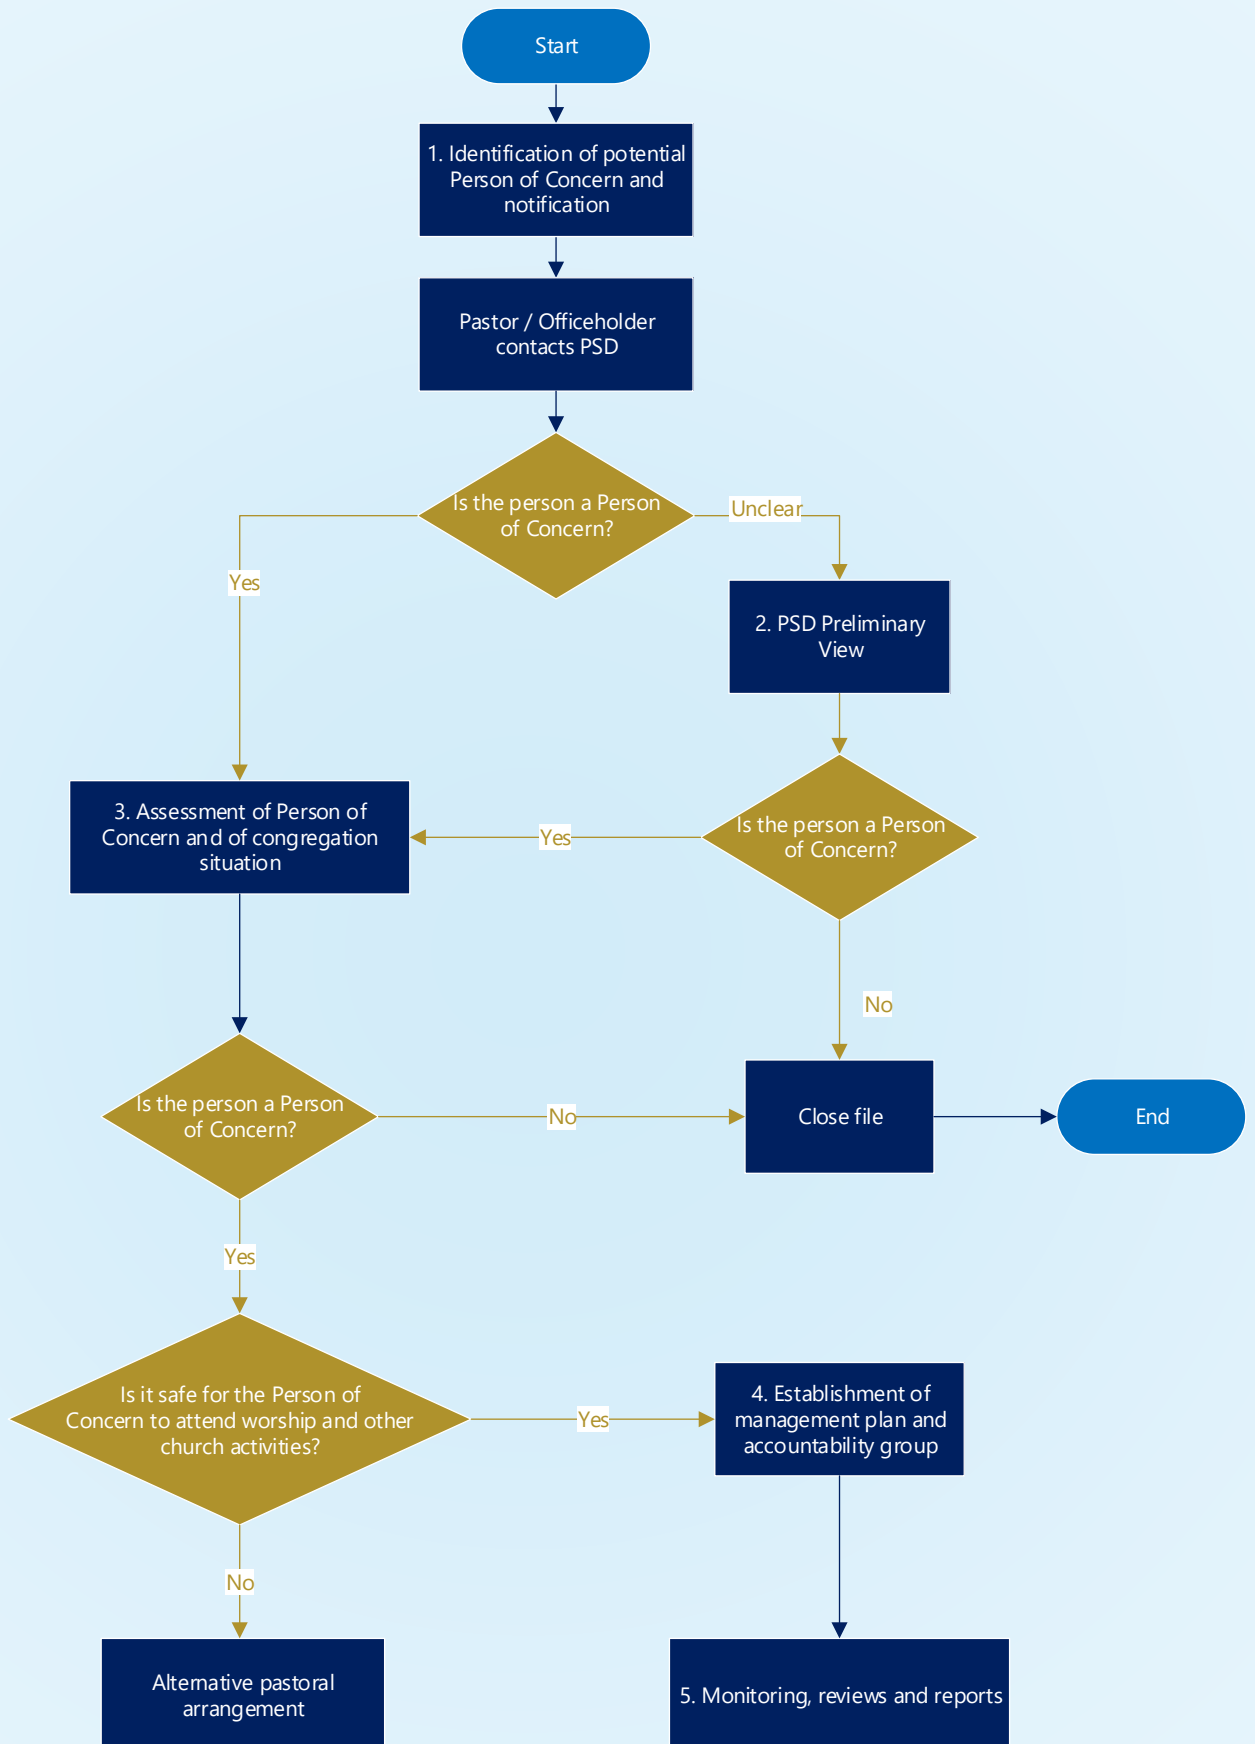 Start
1. Identification of potential
Person of Concern and
notification
Pastor / Officeholder
contacts PSD
Is the person a Person
of Concern?
Unclear
Yes
2. PSD Preliminary
View
3. Assessment of Person of
Concern and of congregation
situation
Yes
Is the person a Person
of Concern?
No
Is the person a Person
of Concern?
No
Close file
End
Yes
Is it safe for the Person of
Concern to attend worship and other
church activities?
Yes
4. Establishment of
management plan and
accountability group
No
Alternative pastoral
arrangement
5. Monitoring, reviews and reports